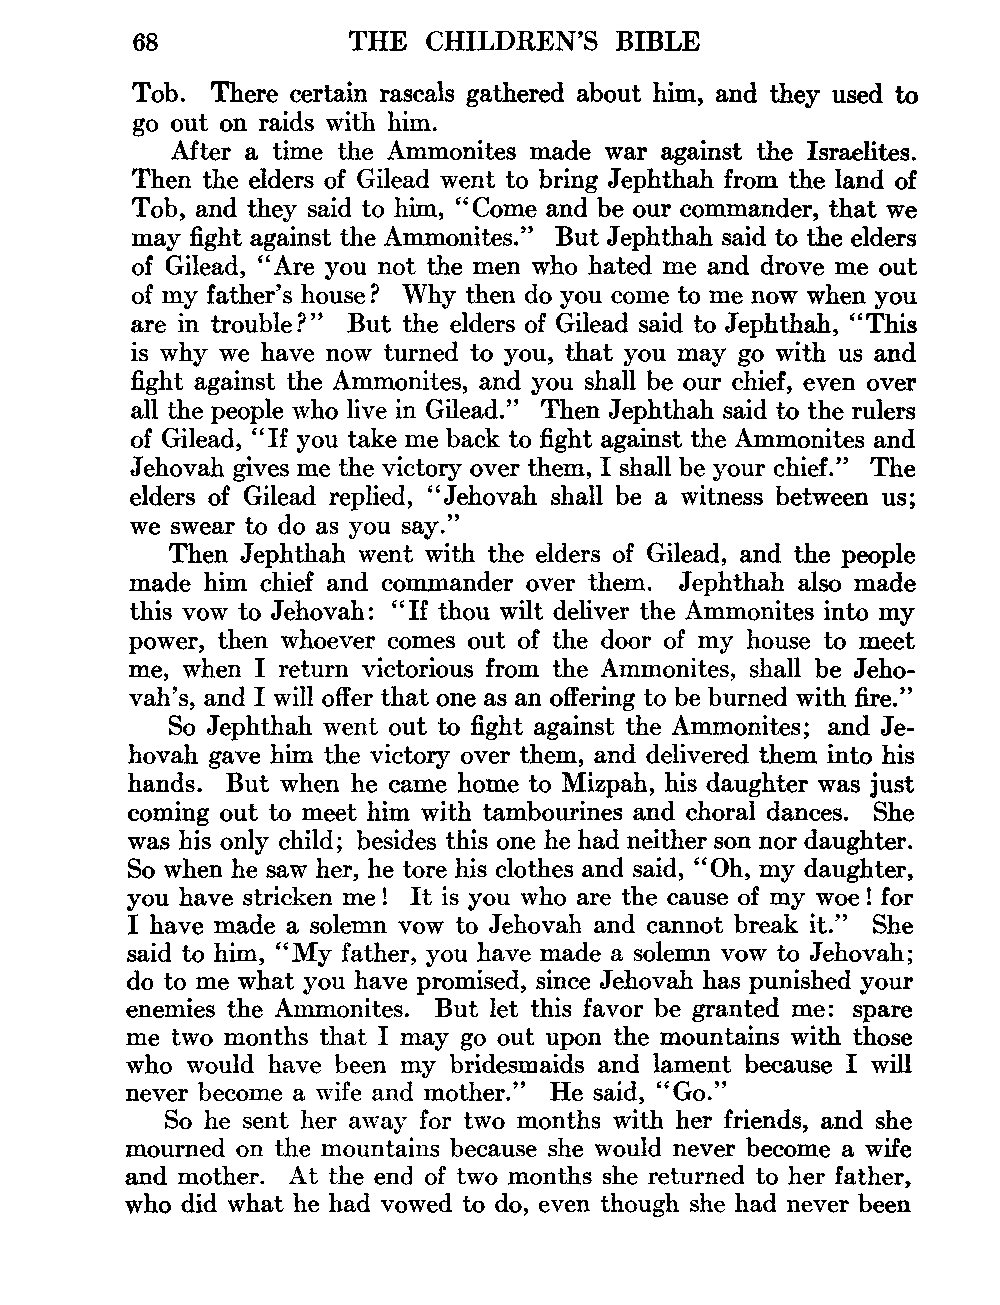 68 THE CHILDREN'S BIBLE
Tob. There certain rascals gathered about him, and they used to
go out on raids with him.
After a time the Ammonites made war against the Israelites.
Then the elders of Gilead went to bring Jephthah from the land of
Tob, and they said to him, "Come and be our commander, that we
may fight against the Ammonites." But Jephthah said to the elders
of Gilead, "Are you not the men who hated me and drove me out
of my father's house? Why then do you come to me now when you
are in trouble?" But the elders of Gilead said to Jephthah, "This
is why we have now turned to you, that you may go with us and
fight against the Ammonites, and you shall be our chief, even over
all the people who live in Gilead." Then Jephthah said to the rulers
of Gilead, "If you take me back to fight against the Ammonites and
Jehovah gives me the victory over them, I shall be your chief." The
elders of Gilead replied, "Jehovah shall be a witness between us;
we swear to do as you say."
Then Jephthah went with the elders of Gilead, and the people
made him chief and commander over them. Jephthah also made
this vow to Jehovah: "If thou wilt deliver the Ammonites into my
power, then whoever comes out of the door of my house to meet
me, when I return victorious from the Ammonites, shall be Jeho-
vah's, and I will offer that one as an offering to be burned with fire."
So Jephthah went out to fight against the Ammonites; and Je-
hovah gave him the victory over them, and delivered them into his
hands. But when he came home to Mizpah, his daughter was just
coming out to meet him with tambourines and choral dances. She
was his only child; besides this one he had neither son nor daughter.
So when he saw her, he tore his clothes and said, "Oh, my daughter,
you have stricken me! It is you who are the cause of my woe! for
I have made a solemn vow to Jehovah and cannot break it." She
said to him, "My father, you have made a solemn vow to Jehovah;
do to me what you have promised, since Jehovah has punished your
enemies the Ammonites. But let this favor be granted me: spare
me two months that I may go out upon the mountains with those
who would have been my bridesmaids and lament because I will
never become a wife and mother." He said, "Go."
So he sent her away for two months with her friends, and she
mourned on the mountains because she would never become a wife
and mother. At the end of two months she returned to her father,
who did what he had vowed to do, even though she had never been